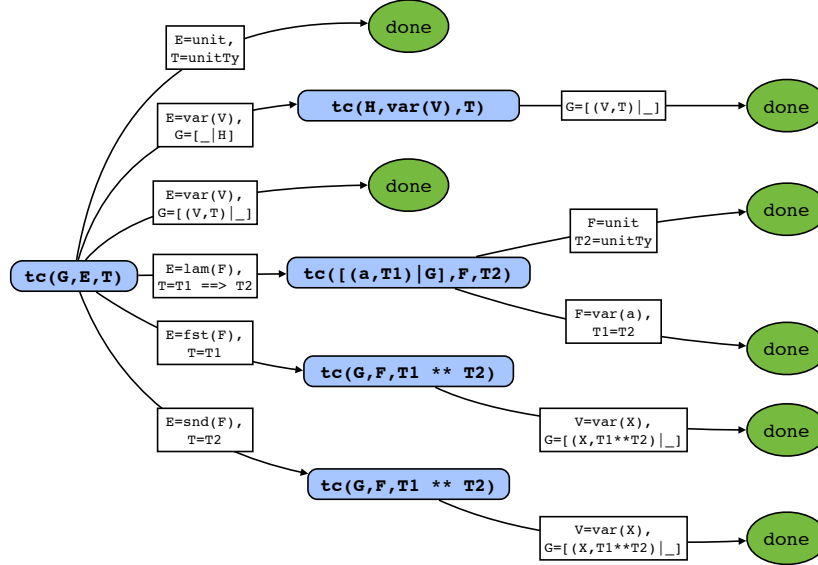 done
E=unit,
T=unitTy
tc(H,var(V),T)
G=[(V,T)|_]
done
E=var(V),
G=[_|H]
done
E=var(V),
G=[(V,T)|_]
F=unit
T2=unitTy
done
tc(G,E,T)
E=lam(F),
T=T1 ==> T2
tc([(a,T1)|G],F,T2)
F=var(a),
T1=T2
done
E=fst(F),
T=T1
tc(G,F,T1 ** T2)
V=var(X),
G=[(X,T1**T2)|_]
done
E=snd(F),
T=T2
tc(G,F,T1 ** T2)
V=var(X),
G=[(X,T1**T2)|_]
done